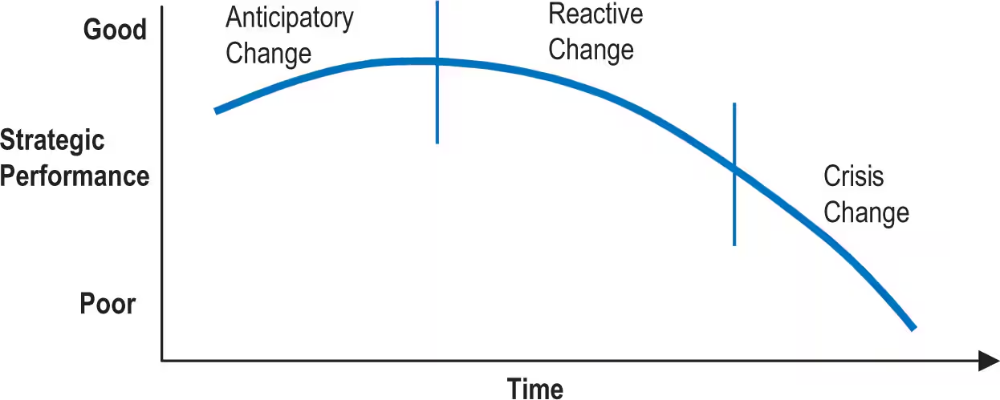 Good
Anticipatory
Change
Reactive
Change
Strategic
Performance
Crisis
Change
Poor
Time